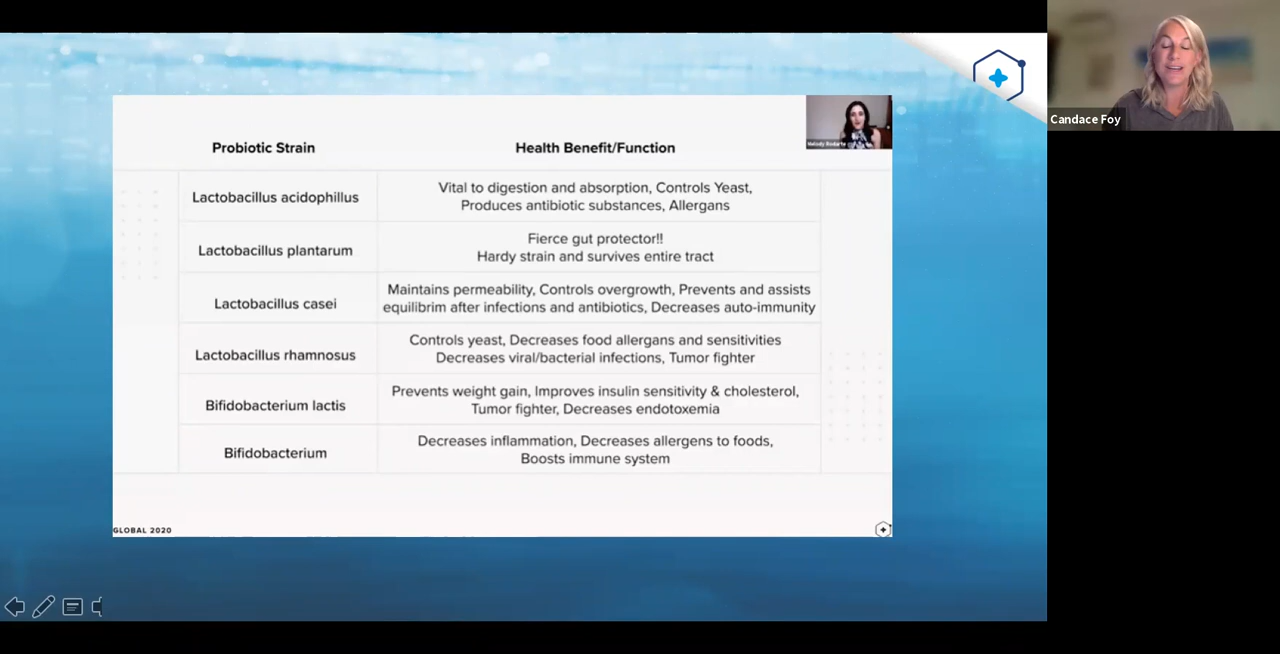 Candace Foy
Probiotic Strain
Health Benefit/Function
Lactobacillus acidophillus
Vital to digestion and absorption, Controls Yeast,
Produces antibiotic substances, Allergans
Lactobacillus plantarum
Fierce gut protector!!
Hardy strain and survives entire tract
Lactobacillus casei
Maintains permeability, Controls overgrowth, Prevents and assists
equilibrim after infections and antibiotics, Decreases auto-immunity
Lactobacillus rhamnosus
Controls yeast, Decreases food allergans and sensitivities
Decreases viral/bacterial infections, Tumor fighter
Bifidobacterium lactis
Prevents weight gain, Improves insulin sensitivity & cholesterol,
Tumor fighter, Decreases endotoxemia
Bifidobacterium
Decreases inflammation, Decreases allergens to foods,
Boosts immune system
GLOBAL 2020